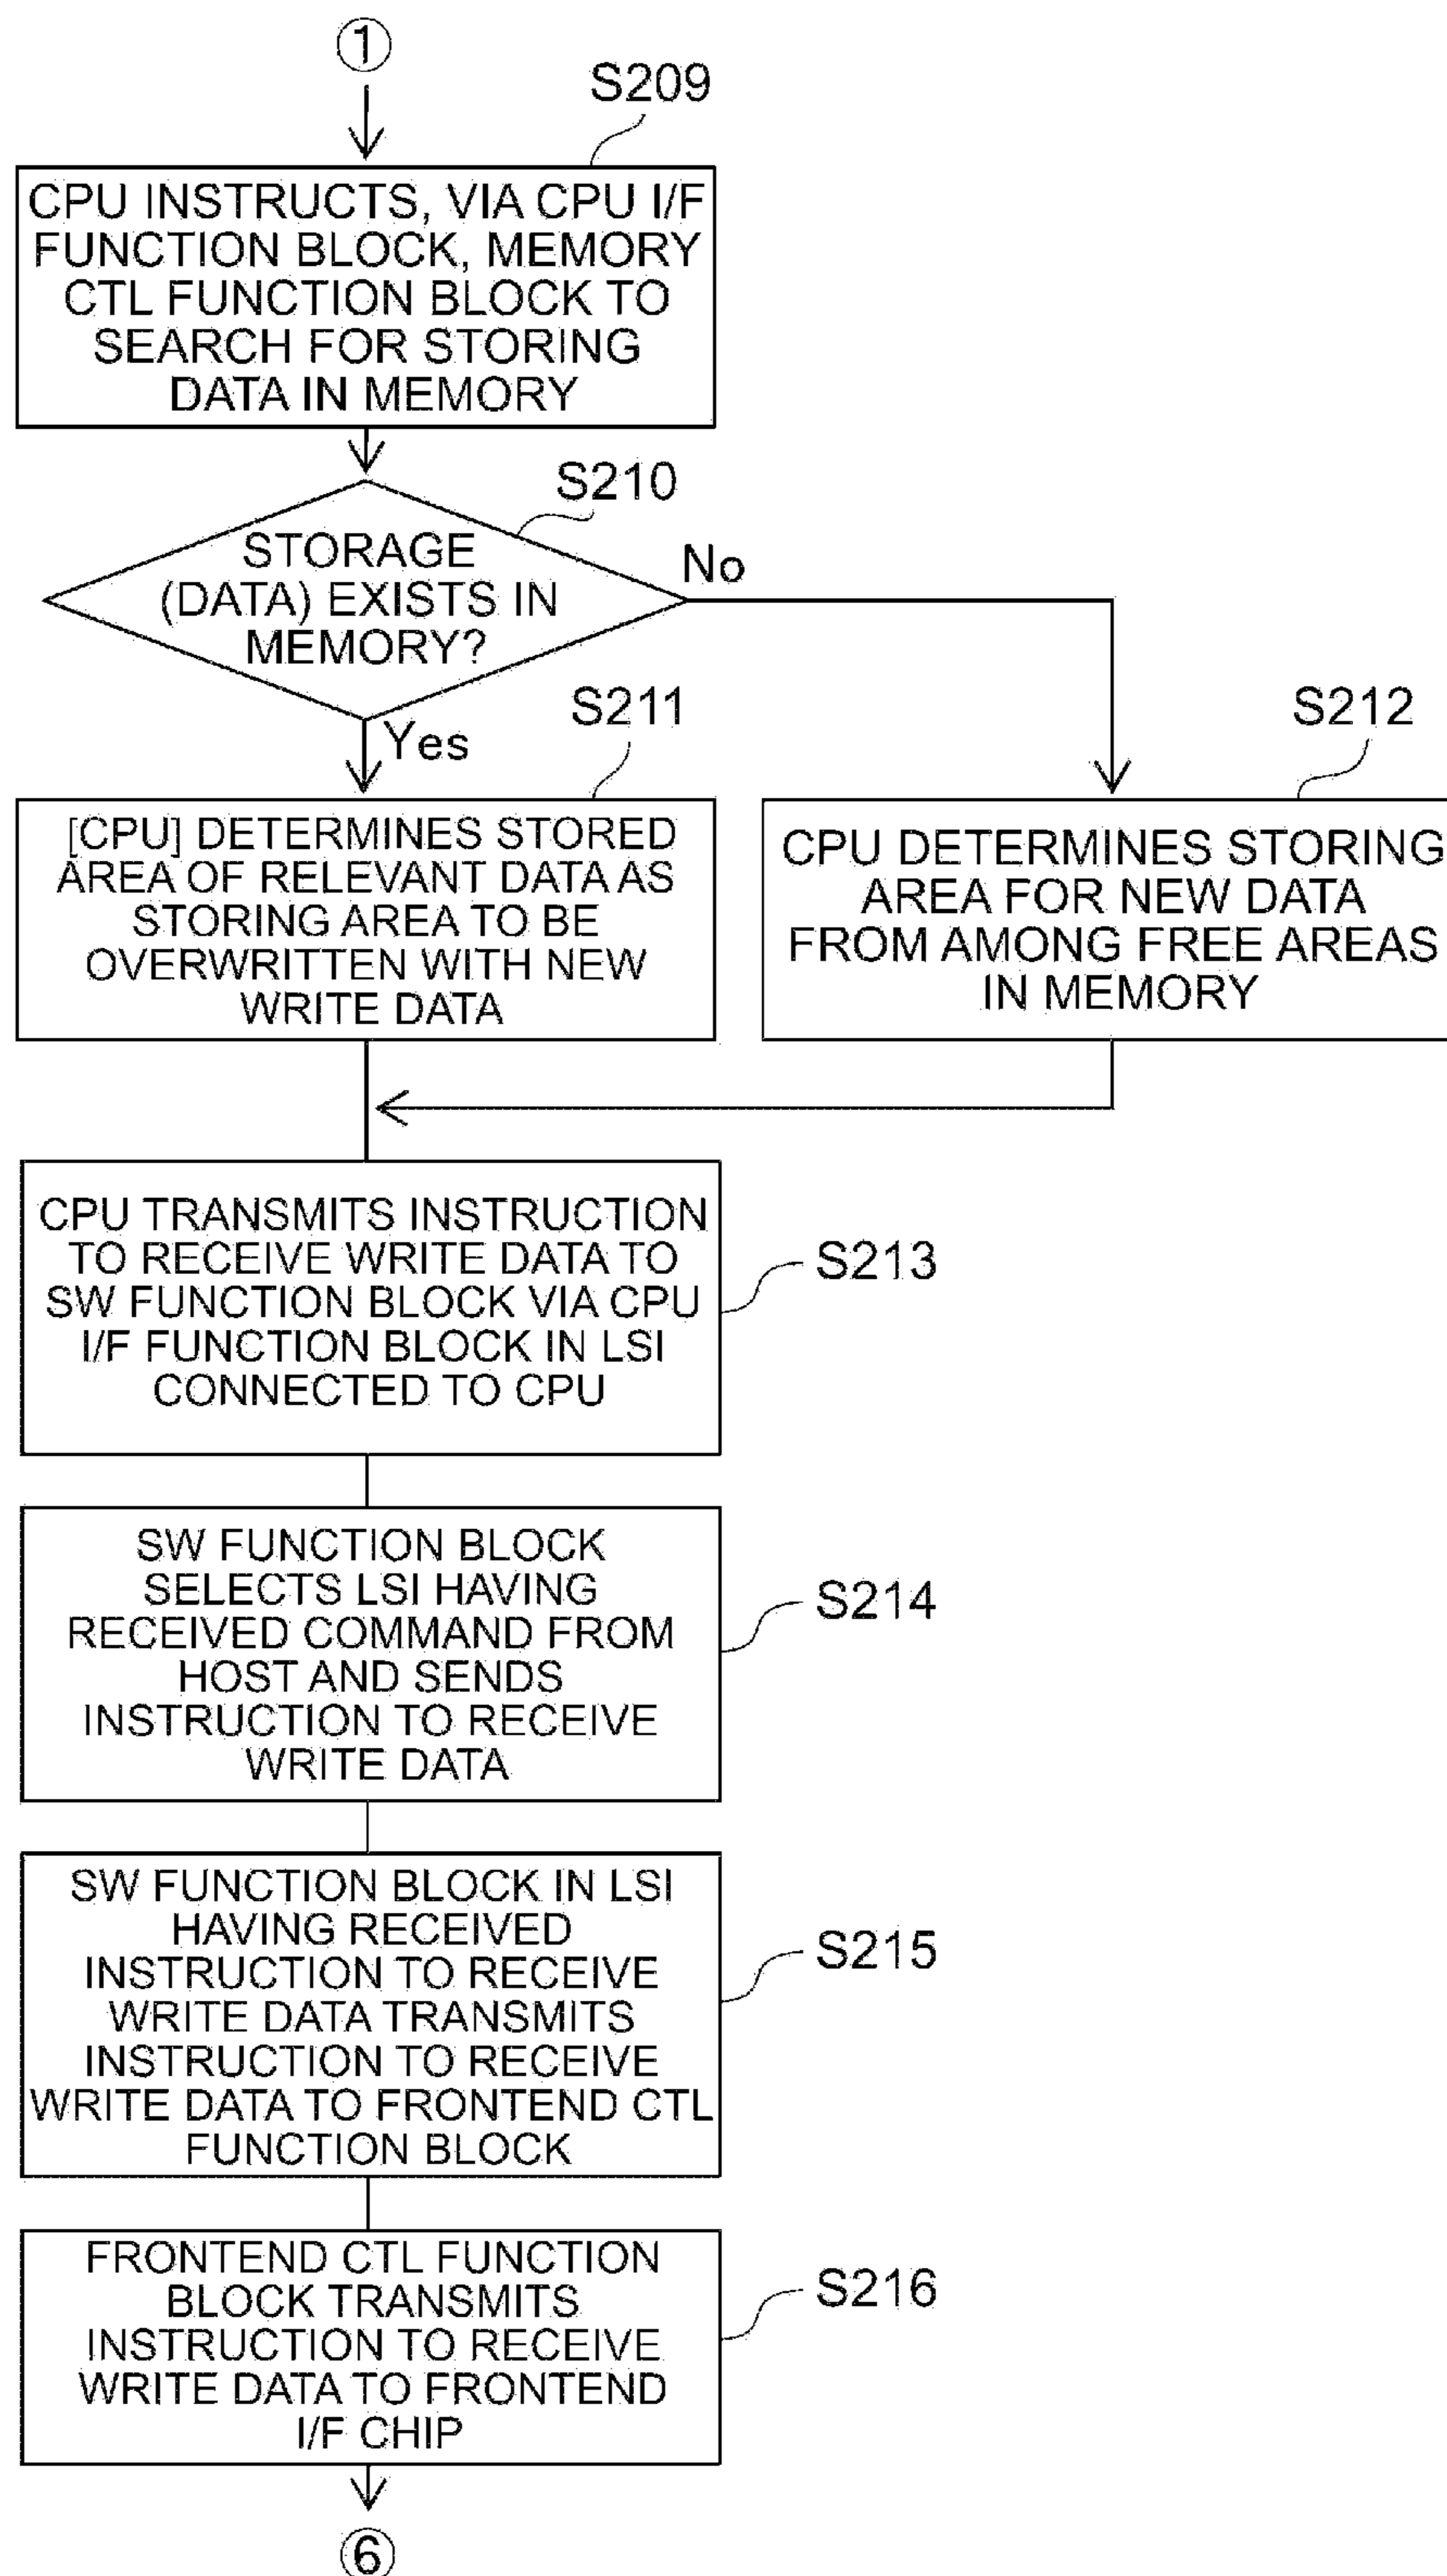 ①
S209
CPU INSTRUCTS, VIA CPU I/F
FUNCTION BLOCK, MEMORY
CTL FUNCTION BLOCK TO
SEARCH FOR STORING
DATA IN MEMORY
S210
STORAGE
(DATA) EXISTS IN
MEMORY?
No
Yes
S211
[CPU] DETERMINES STORED
AREA OF RELEVANT DATA AS
STORING AREA TO BE
OVERWRITTEN WITH NEW
WRITE DATA
S212
CPU DETERMINES STORING
AREA FOR NEW DATA
FROM AMONG FREE AREAS
IN MEMORY
CPU TRANSMITS INSTRUCTION
TO RECEIVE WRITE DATA TO
SW FUNCTION BLOCK VIA CPU
I/F FUNCTION BLOCK IN LSI
CONNECTED TO CPU
S213
SW FUNCTION BLOCK
SELECTS LSI HAVING
RECEIVED COMMAND FROM
HOST AND SENDS
INSTRUCTION TO RECEIVE
WRITE DATA
S214
SW FUNCTION BLOCK IN LSI
HAVING RECEIVED
INSTRUCTION TO RECEIVE
WRITE DATA TRANSMITS
INSTRUCTION TO RECEIVE
WRITE DATA TO FRONTEND CTL
FUNCTION BLOCK
S215
FRONTEND CTL FUNCTION
BLOCK TRANSMITS
INSTRUCTION TO RECEIVE
WRITE DATA TO FRONTEND
I/F CHIP
S216
⑥